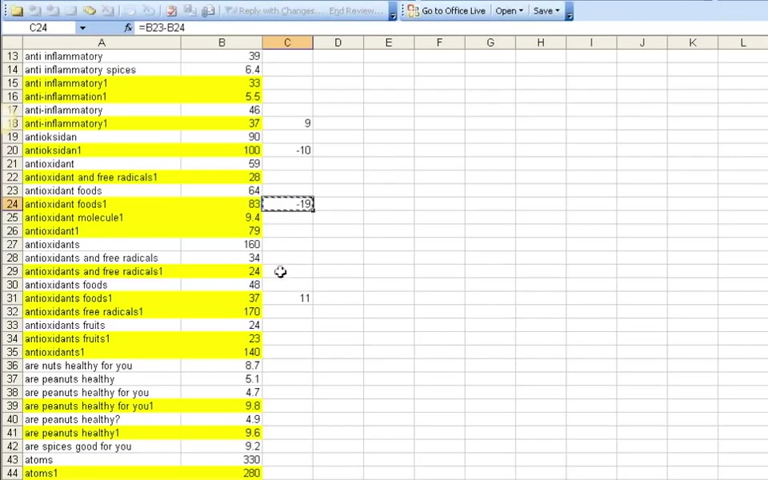 Reply with Changes... End Review... Go to Office Live Open Save
C24 fx =B23-B24
A B C D E F G H I J K L
13 anti inflammatory 39
14 anti inflammatory spices 6.4
15 anti inflammatory1 33
16 anti-inflammation1 5.5
17 anti-inflammatory 46
18 anti-inflammatory1 37 9
19 antioksidan 90
20 antioksidan1 100 -10
21 antioxidant 59
22 antioxidant and free radicals1 28
23 antioxidant foods 64
24 antioxidant foods1 83 -19
25 antioxidant molecule1 9.4
26 antioxidant1 79
27 antioxidants 160
28 antioxidants and free radicals 34
29 antioxidants and free radicals1 24
30 antioxidants foods 48
31 antioxidants foods1 37 11
32 antioxidants free radicals1 170
33 antioxidants fruits 24
34 antioxidants fruits1 23
35 antioxidants1 140
36 are nuts healthy for you 8.7
37 are peanuts healthy 5.1
38 are peanuts healthy for you 4.7
39 are peanuts healthy for you1 9.8
40 are peanuts healthy? 4.9
41 are peanuts healthy1 9.6
42 are spices good for you 9.2
43 atoms 330
44 atoms1 280